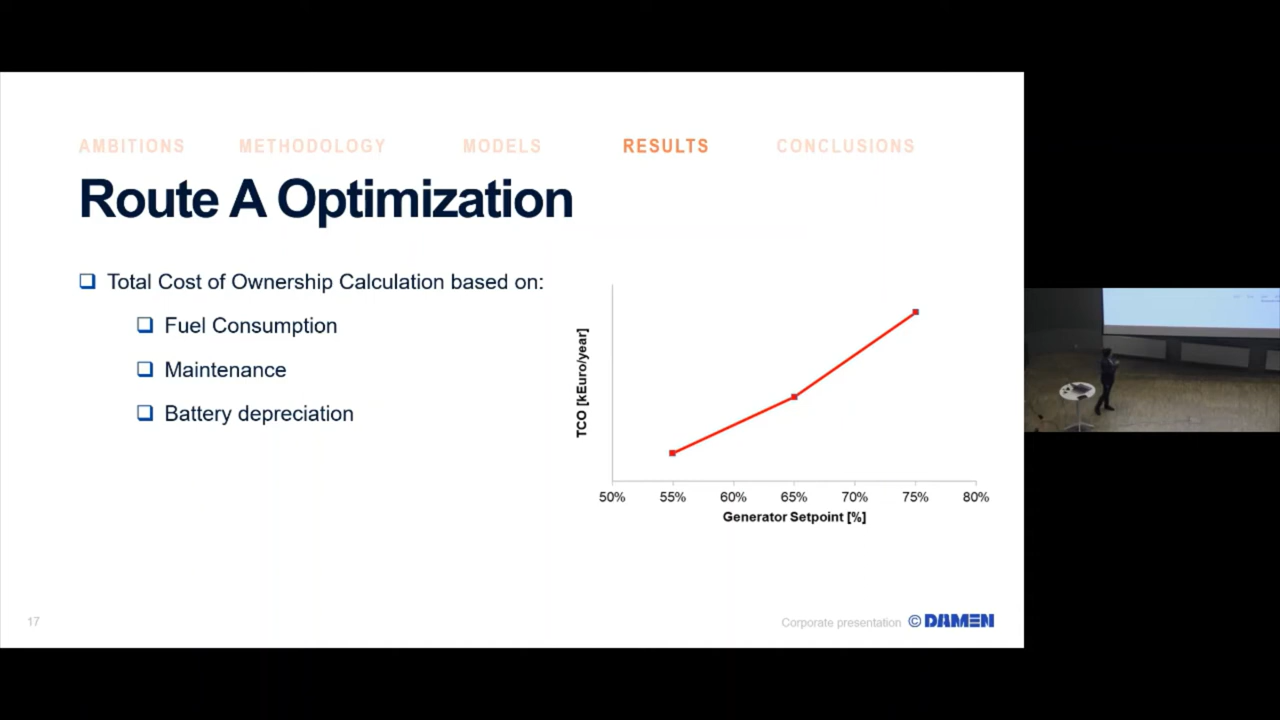 AMBITIONS METHODOLOGY MODELS RESULTS CONCLUSIONS
Route A Optimization
Total Cost of Ownership Calculation based on:
Fuel Consumption
Maintenance
Battery depreciation
TCO [kEuro/year]
50% 55% 60% 65% 70% 75% 80%
Generator Setpoint [%]
17
Corporate presentation © DAMEN